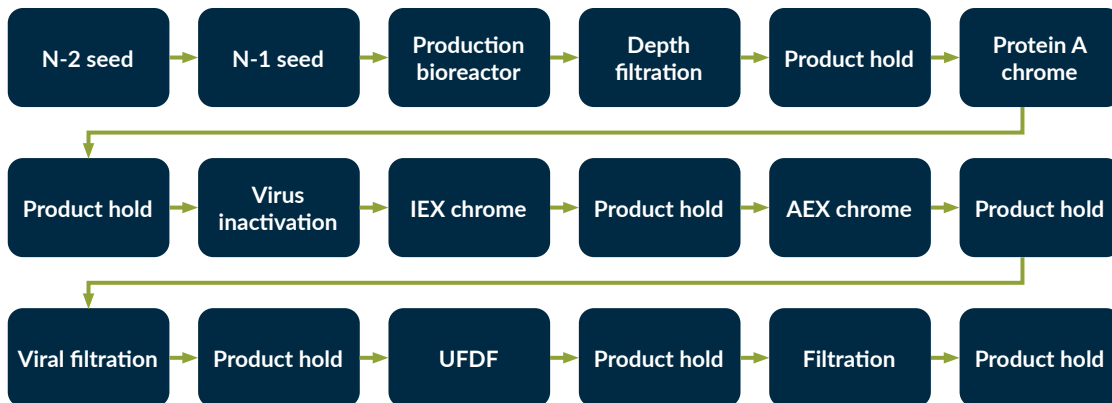 N-2 seed
N-1 seed
Production
bioreactor
Depth
filtration
Product hold
Protein A
chrome
Product hold
Virus
inactivation
IEX chrome
Product hold
AEX chrome
Product hold
Viral filtration
Product hold
UFDF
Product hold
Filtration
Product hold